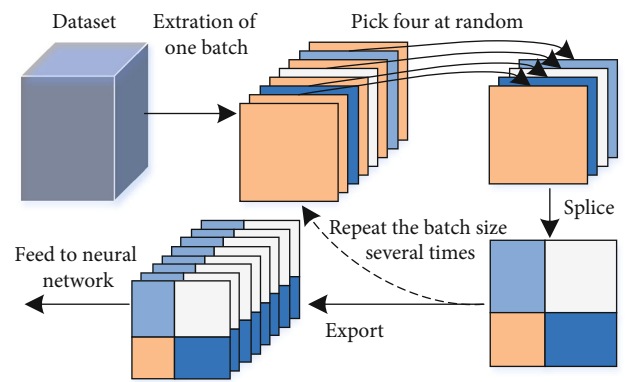 Dataset
Extration of
one batch
Pick four at random
Splice
Repeat the batch size
several times
Feed to neural
network
Export